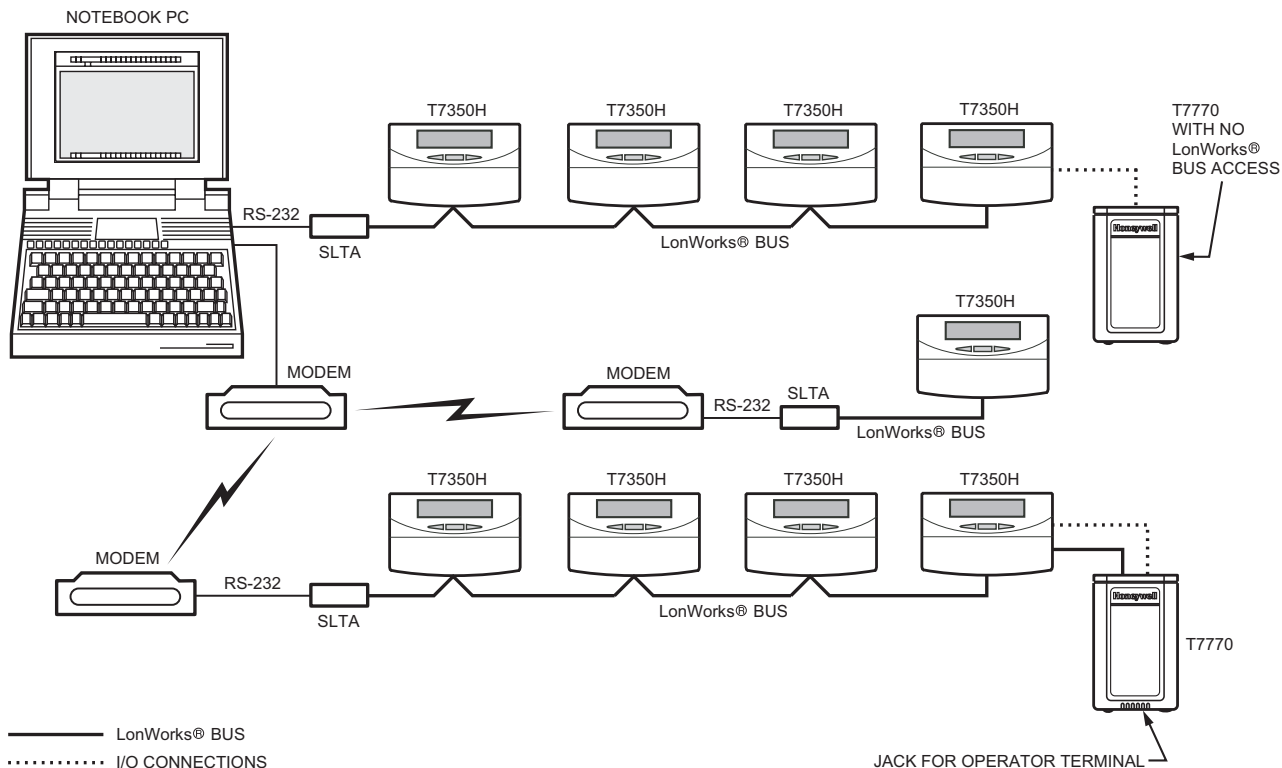 NOTEBOOK PC
T7350H
T7350H
T7350H
T7350H
T7770
WITH NO
LonWorks®
BUS ACCESS
RS-232
SLTA
LonWorks® BUS
Honeywell
T7350H
MODEM
MODEM
RS-232
SLTA
LonWorks® BUS
T7350H
T7350H
T7350H
T7350H
MODEM
RS-232
SLTA
LonWorks® BUS
Honeywell
T7770
LonWorks® BUS
I/O CONNECTIONS
JACK FOR OPERATOR TERMINAL